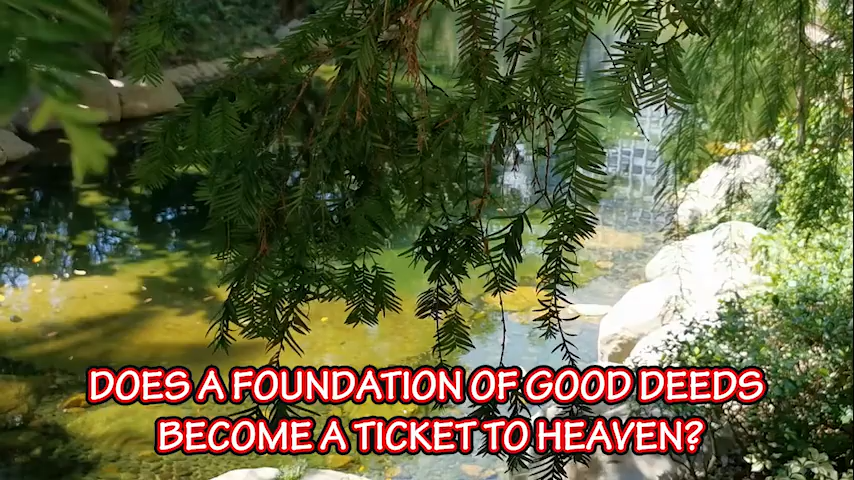 DOES A FOUNDATION OF GOOD DEEDS
BECOME A TICKET TO HEAVEN?